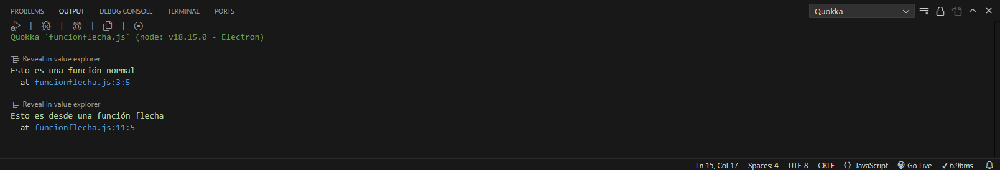 PROBLEMS OUTPUT DEBUG CONSOLE TERMINAL PORTS Quokka
Quokka 'funcionflecha.js' (node: v18.15.0 - Electron)
Reveal in value explorer
Esto es una función normal
at funcionflecha.js:3:5
Reveal in value explorer
Esto es desde una función flecha
at funcionflecha.js:11:5
Ln 15, Col 17 Spaces: 4 UTF-8 CRLF {} JavaScript Go Live ✓ 6.96ms